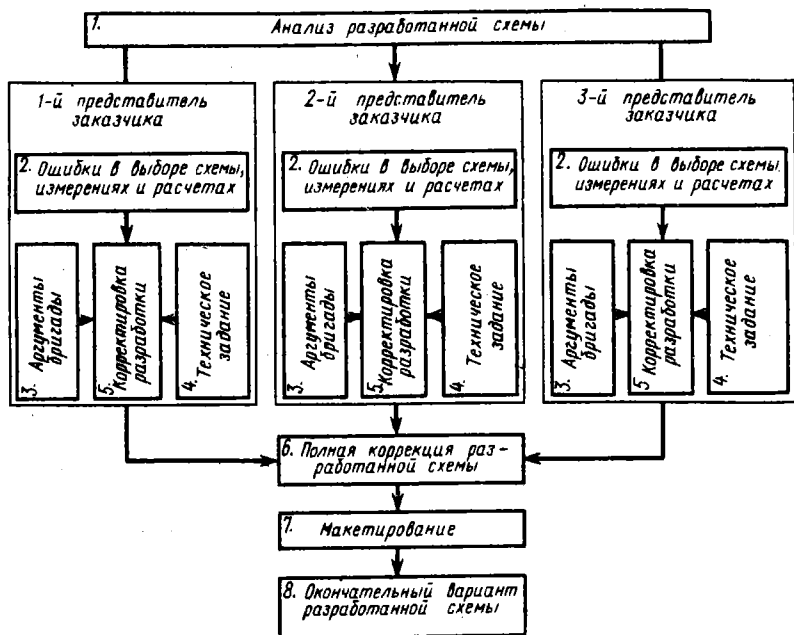 1. Анализ разработанной схемы
1-й представитель
заказчика
2. Ошибки в выборе схемы,
измерениях и расчетах
3. Аргументы
бригады
5. Корректировка
разработки
4. Техническое
задание
2-й представитель
заказчика
2. Ошибки в выборе схемы,
измерениях и расчетах
3. Аргументы
бригады
5. Корректировка
разработки
4. Техническое
задание
3-й представитель
заказчика
2. Ошибки в выборе схемы
измерениях и расчетах
3. Аргументы
бригады
5 Корректировка
разработки
4. Техническое
задание
6. Полная коррекция раз-
работанной схемы
7. Макетирование
8. Окончательный вариант
разработанной схемы